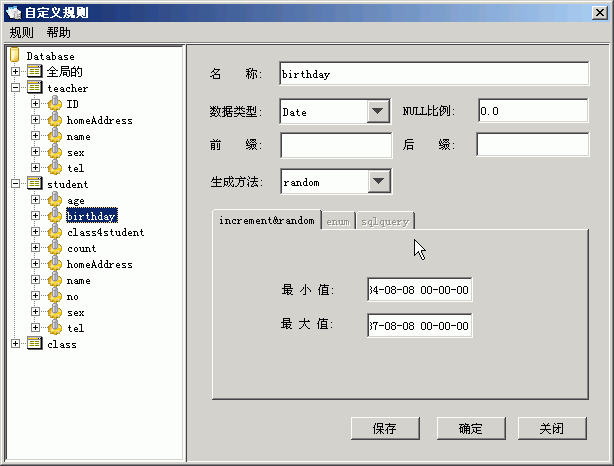 自定义规则
规则 帮助
Database
全局的
teacher
ID
homeAddress
name
sex
tel
student
age
birthday
class4student
count
homeAddress
name
no
sex
tel
class
名 称: birthday
数据类型: Date NULL比例: 0.0
前 缀: 后 缀:
生成方法: random
increment&random enum sqlquery
最 小 值: 84-08-08 00-00-00
最 大 值: 87-08-08 00-00-00
保存 确定 关闭